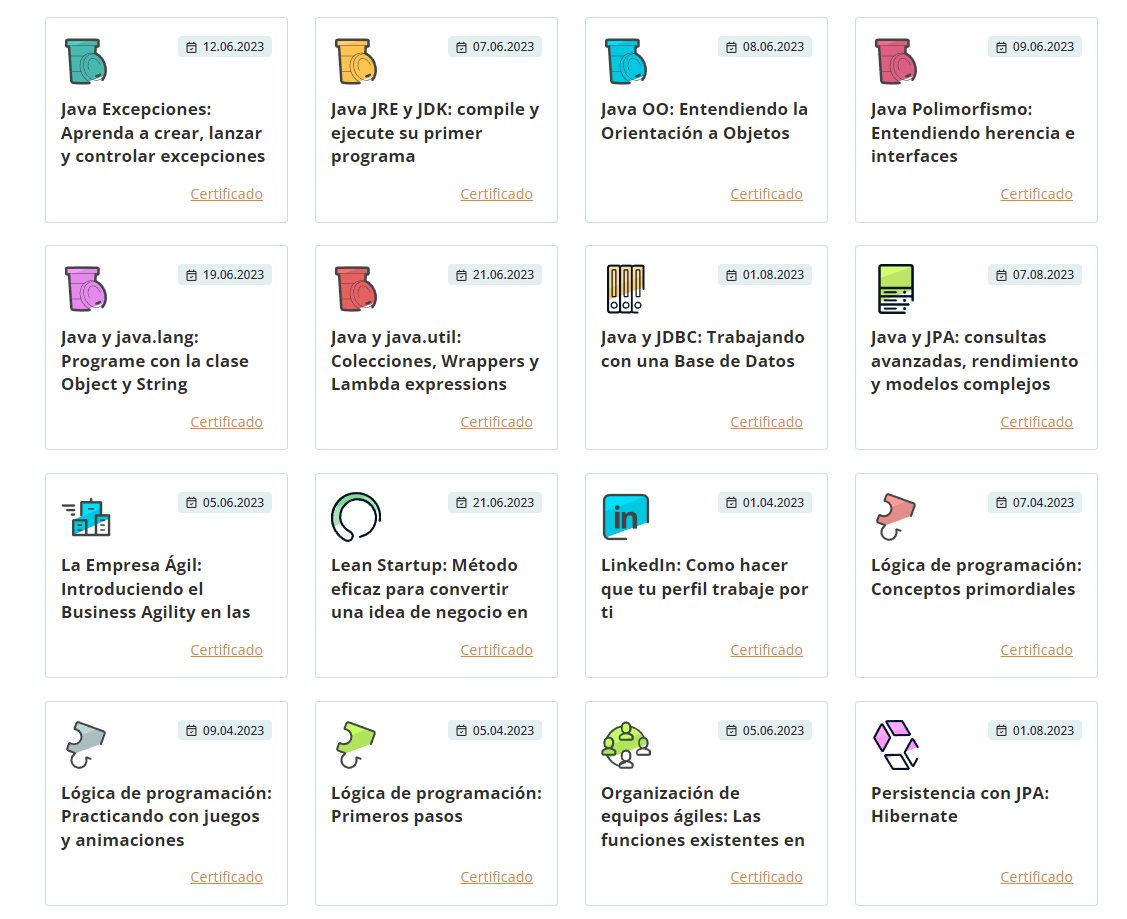 12.06.2023
Java Excepciones:
Aprenda a crear, lanzar
y controlar excepciones
Certificado
07.06.2023
Java JRE y JDK: compile y
ejecute su primer
programa
Certificado
08.06.2023
Java OO: Entendiendo la
Orientación a Objetos
Certificado
09.06.2023
Java Polimorfismo:
Entendiendo herencia e
interfaces
Certificado
19.06.2023
Java y java.lang:
Programe con la clase
Object y String
Certificado
21.06.2023
Java y java.util:
Colecciones, Wrappers y
Lambda expressions
Certificado
01.08.2023
Java y JDBC: Trabajando
con una Base de Datos
Certificado
07.08.2023
Java y JPA: consultas
avanzadas, rendimiento
y modelos complejos
Certificado
05.06.2023
La Empresa Ágil:
Introduciendo el
Business Agility en las
Certificado
21.06.2023
Lean Startup: Método
eficaz para convertir
una idea de negocio en
Certificado
in
01.04.2023
LinkedIn: Como hacer
que tu perfil trabaje por
ti
Certificado
07.04.2023
Lógica de programación:
Conceptos primordiales
Certificado
09.04.2023
Lógica de programación:
Practicando con juegos
y animaciones
Certificado
05.04.2023
Lógica de programación:
Primeros pasos
Certificado
05.06.2023
Organización de
equipos ágiles: Las
funciones existentes en
Certificado
01.08.2023
Persistencia con JPA:
Hibernate
Certificado